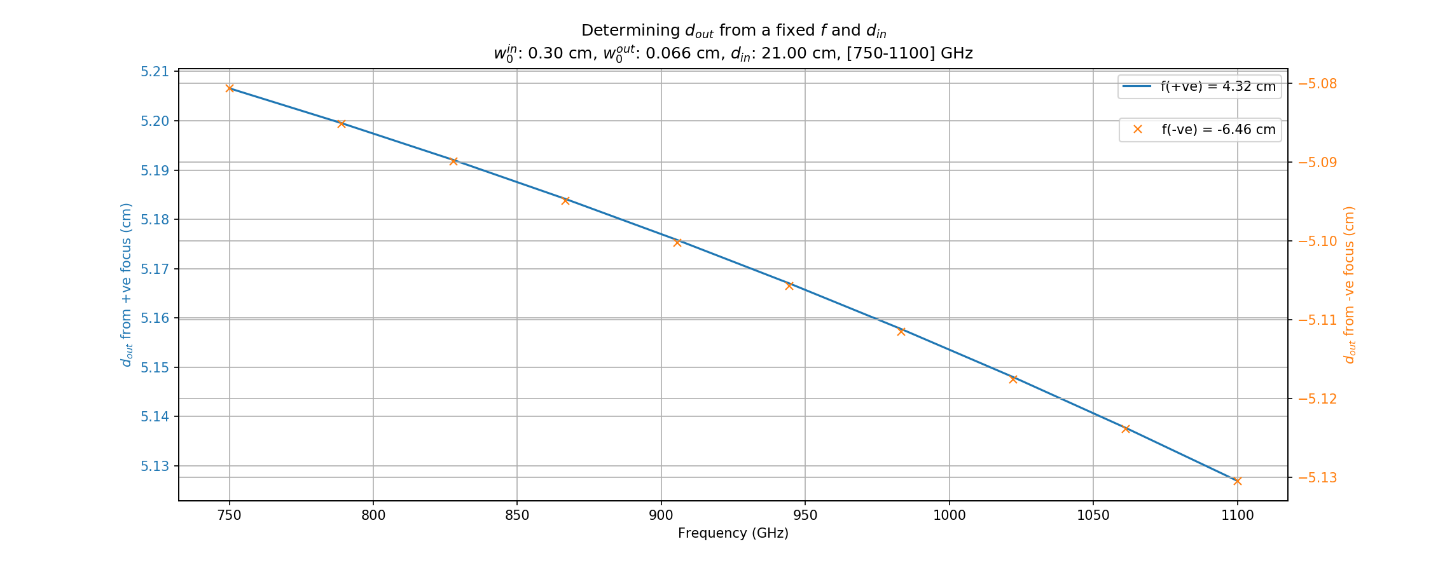 Determining d_out from a fixed f and d_in
w_0^in: 0.30 cm, w_0^out: 0.066 cm, d_in: 21.00 cm, [750-1100] GHz
f(+ve) = 4.32 cm
f(-ve) = -6.46 cm
d_out from +ve focus (cm)
5.21
5.20
5.19
5.18
5.17
5.16
5.15
5.14
5.13
−5.08
−5.09
−5.10
−5.11
−5.12
−5.13
d_out from -ve focus (cm)
750 800 850 900 950 1000 1050 1100
Frequency (GHz)